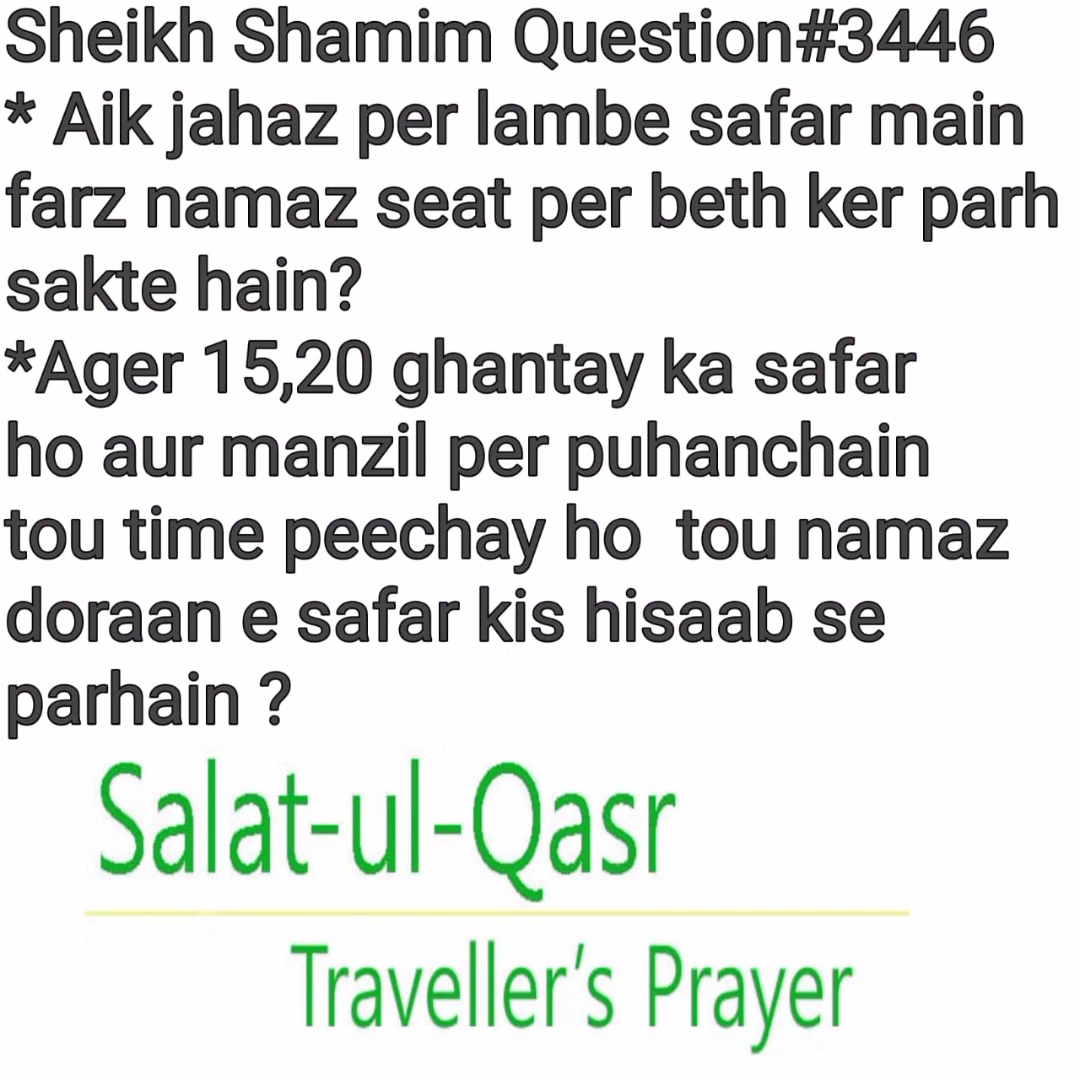 Sheikh Shamim Question#3446
* Aik jahaz per lambe safar main
farz namaz seat per beth ker parh
sakte hain?
*Ager 15,20 ghantay ka safar
ho aur manzil per puhanchain
tou time peechay ho  tou namaz
doraan e safar kis hisaab se
parhain ?
Salat-ul-Qasr
Traveller's Prayer